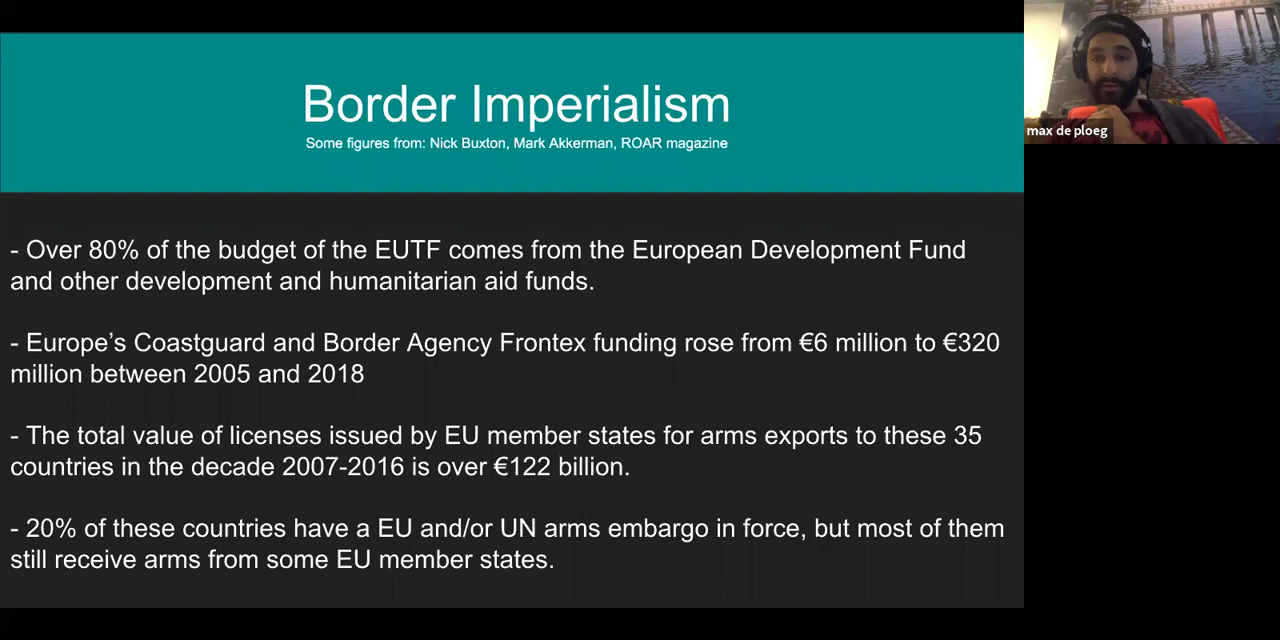 Border Imperialism
Some figures from: Nick Buxton, Mark Akkerman, ROAR magazine
- Over 80% of the budget of the EUTF comes from the European Development Fund
and other development and humanitarian aid funds.
- Europe’s Coastguard and Border Agency Frontex funding rose from €6 million to €320
million between 2005 and 2018
- The total value of licenses issued by EU member states for arms exports to these 35
countries in the decade 2007-2016 is over €122 billion.
- 20% of these countries have a EU and/or UN arms embargo in force, but most of them
still receive arms from some EU member states.
max de ploeg